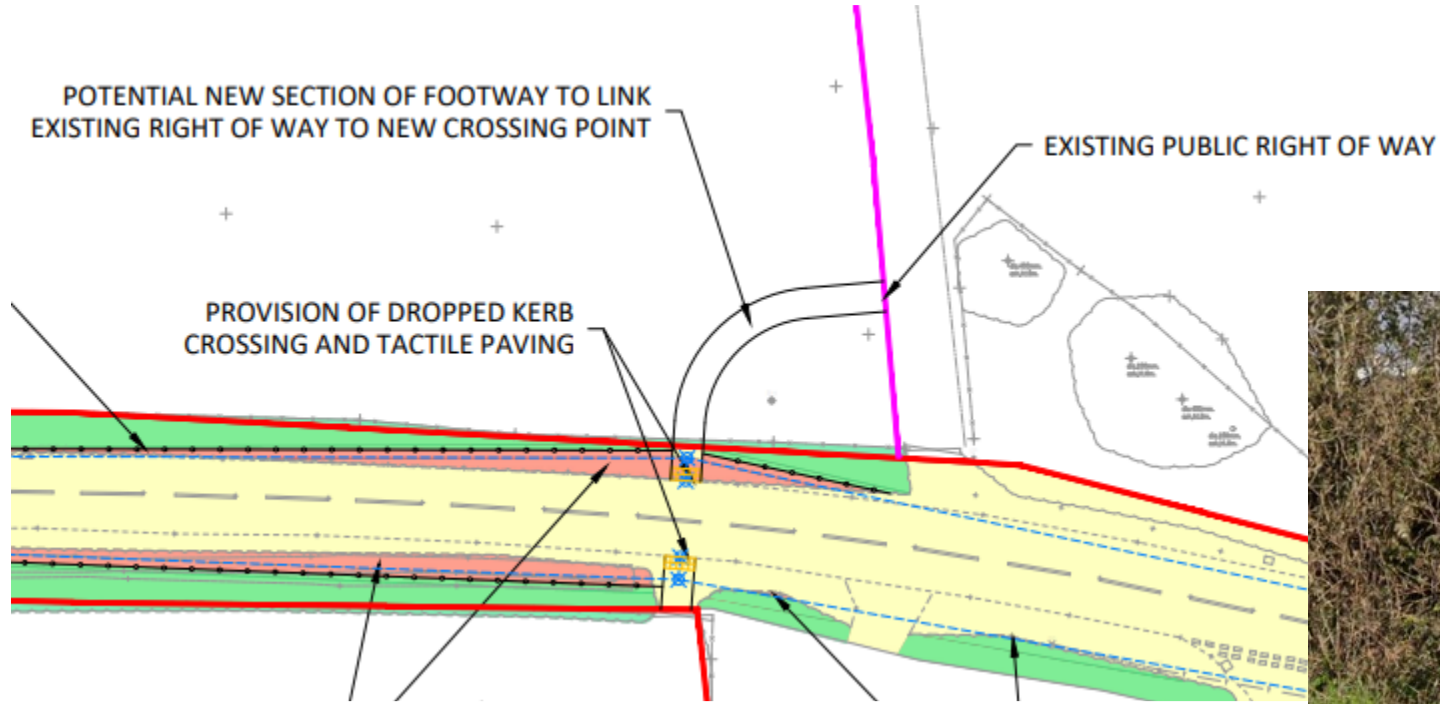 POTENTIAL NEW SECTION OF FOOTWAY TO LINK
EXISTING RIGHT OF WAY TO NEW CROSSING POINT
EXISTING PUBLIC RIGHT OF WAY
PROVISION OF DROPPED KERB
CROSSING AND TACTILE PAVING